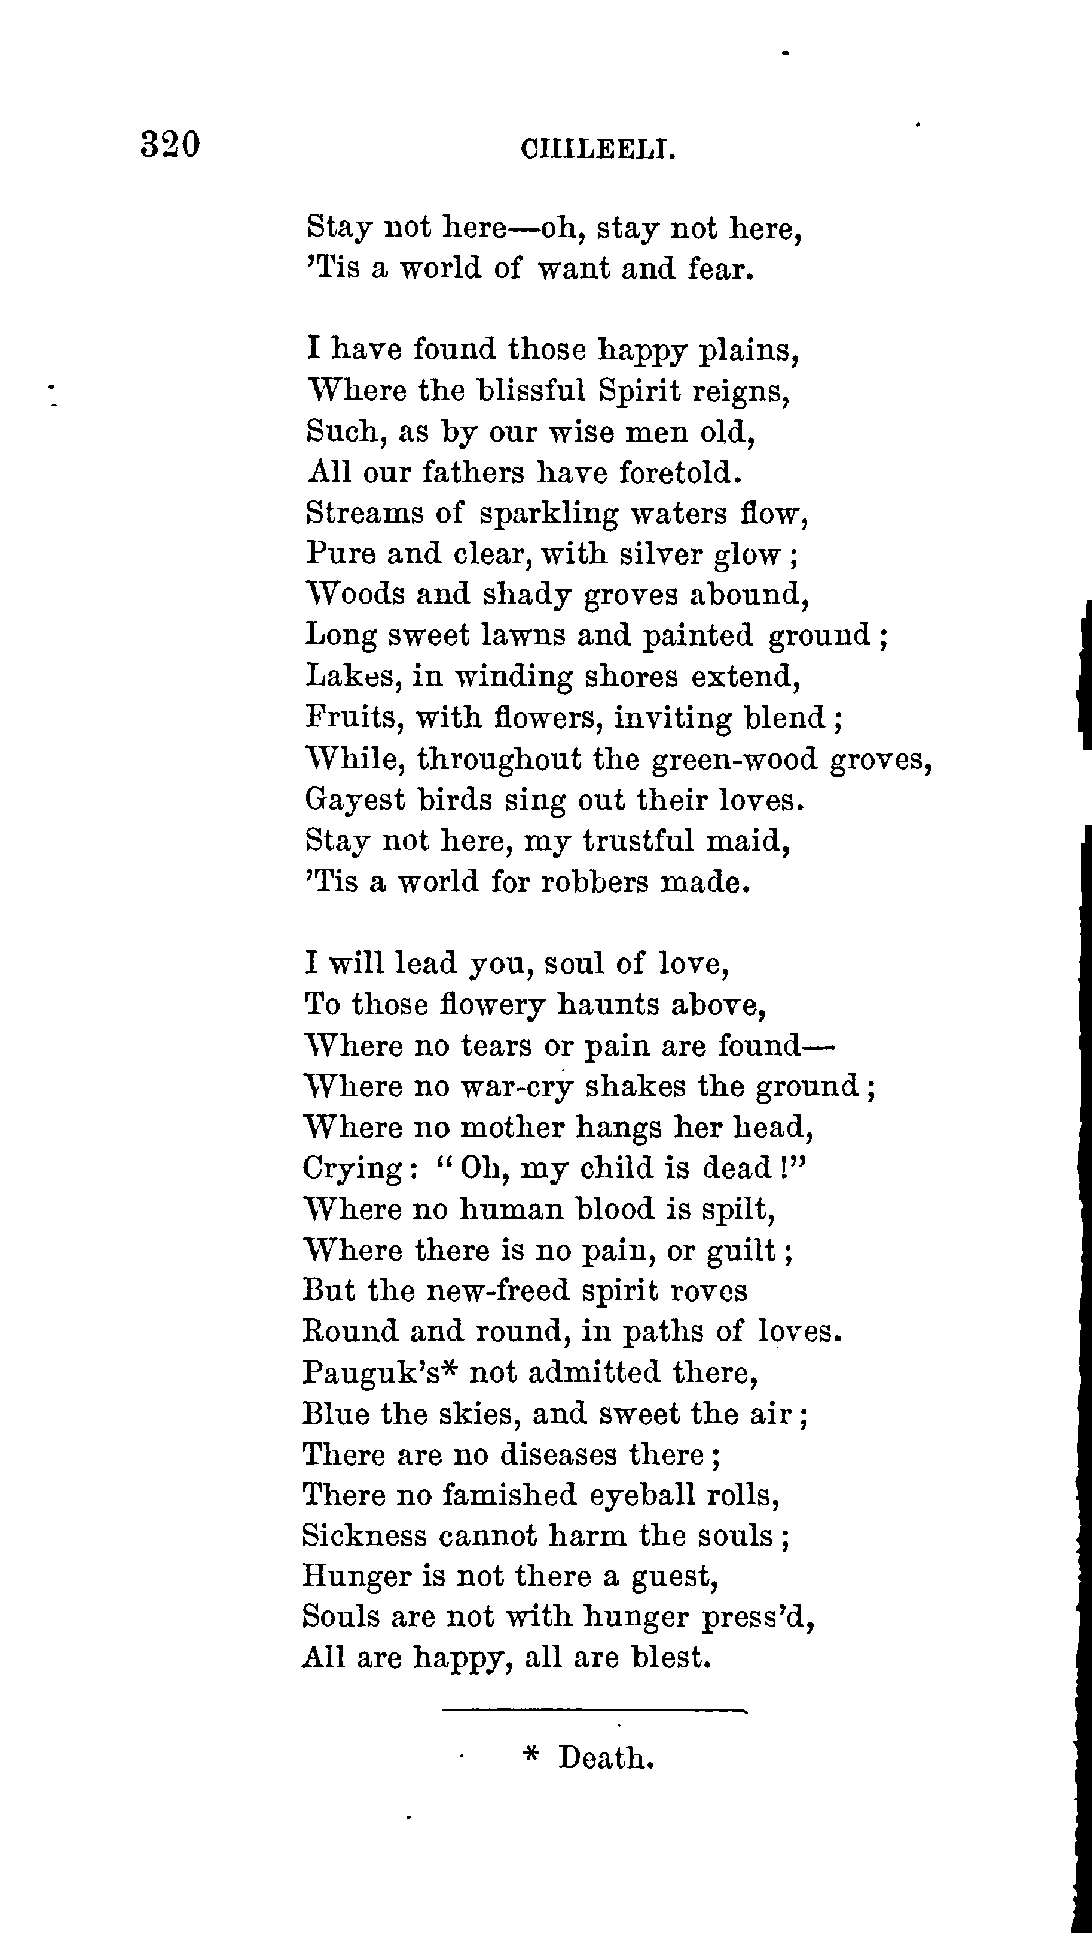 320 CHILEELI.
Stay not here—oh, stay not here,
'Tis a world of want and fear.
I have found those happy plains,
Where the blissful Spirit reigns,
Such, as by our wise men old,
All our fathers have foretold.
Streams of sparkling waters flow,
Pure and clear, with silver glow ;
Woods and shady groves abound,
Long sweet lawns and painted ground ;
Lakes, in winding shores extend,
Fruits, with flowers, inviting blend ;
While, throughout the green-wood groves,
Gayest birds sing out their loves.
Stay not here, my trustful maid,
'Tis a world for robbers made.
I will lead you, soul of love,
To those flowery haunts above,
Where no tears or pain are found—
Where no war-cry shakes the ground ;
Where no mother hangs her head,
Crying : " Oh, my child is dead !"
Where no human blood is spilt,
Where there is no pain, or guilt ;
But the new-freed spirit roves
Round and round, in paths of loves.
Pauguk's* not admitted there,
Blue the skies, and sweet the air ;
There are no diseases there ;
There no famished eyeball rolls,
Sickness cannot harm the souls ;
Hunger is not there a guest,
Souls are not with hunger press'd,
All are happy, all are blest.
* Death.